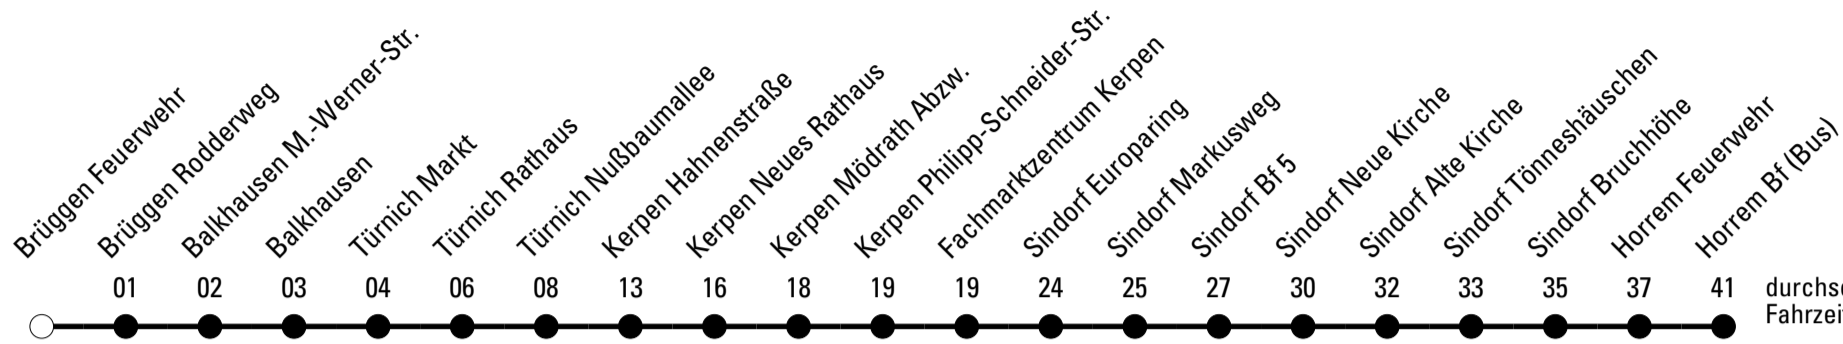 Brüggen Feuerwehr
Brüggen Rodderweg
Balkhausen M.-Werner-Str.
Balkhausen
Türnich Markt
Türnich Rathaus
Türnich Nußbaumallee
Kerpen Hahnenstraße
Kerpen Neues Rathaus
Kerpen Mödrath Abzw.
Kerpen Philipp-Schneider-Str.
Fachmarktzentrum Kerpen
Sindorf Europaring
Sindorf Markusweg
Sindorf Bf 5
Sindorf Neue Kirche
Sindorf Alte Kirche
Sindorf Tönneshäuschen
Sindorf Bruchhöhe
Horrem Feuerwehr
Horrem Bf (Bus)
01 02 03 04 06 08 13 16 18 19 19 24 25 27 30 32 33 35 37 41 durchsc
Fahrzei